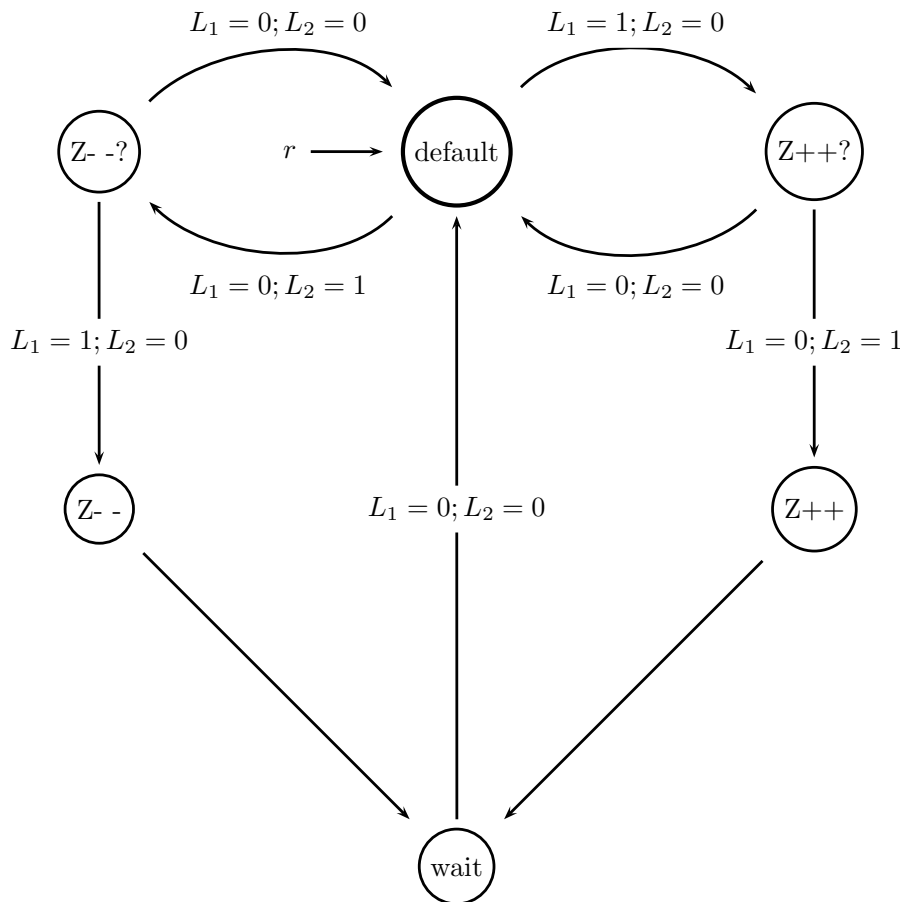 L₁ = 0; L₂ = 0
L₁ = 1; L₂ = 0
Z- -?
r
default
Z++?
L₁ = 0; L₂ = 1
L₁ = 0; L₂ = 0
L₁ = 1; L₂ = 0
L₁ = 0; L₂ = 1
Z- -
L₁ = 0; L₂ = 0
Z++
wait